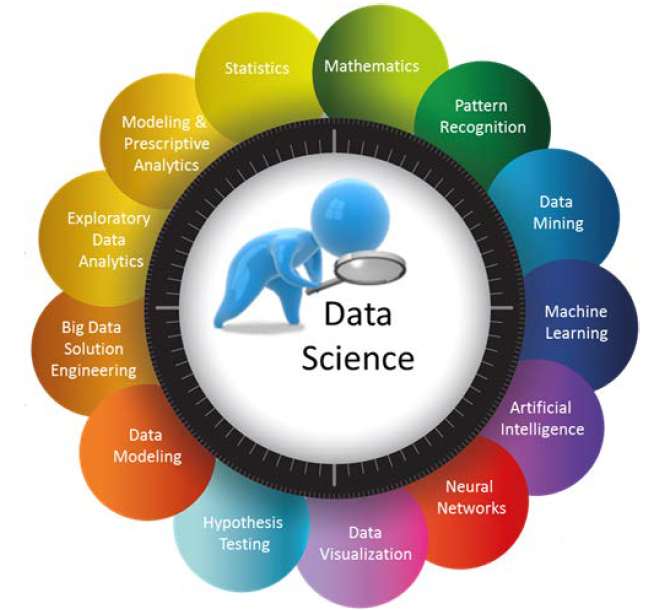 Statistics
Mathematics
Pattern
Recognition
Data
Mining
Machine
Learning
Artificial
Intelligence
Neural
Networks
Data
Visualization
Hypothesis
Testing
Data
Modeling
Big Data
Solution
Engineering
Exploratory
Data
Analytics
Modeling &
Prescriptive
Analytics
Data
Science